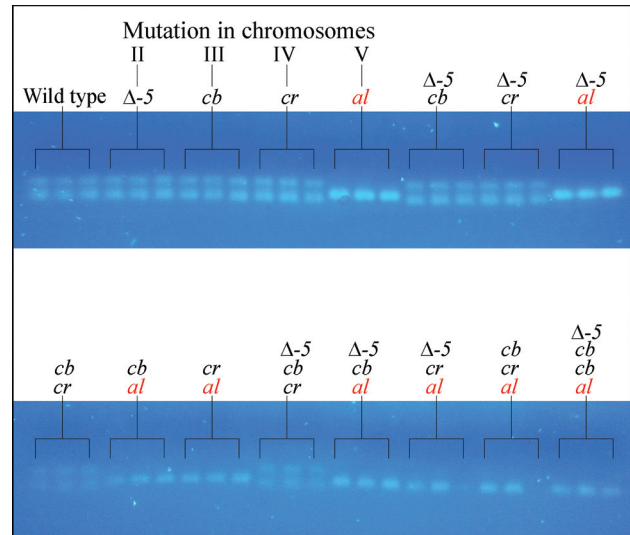 Mutation in chromosomes
II III IV V
Wild type Δ-5 cb cr al Δ-5 cb Δ-5 cr Δ-5 al
cb cr
cb al
cr al
Δ-5 cb cr
Δ-5 cb al
Δ-5 cr al
cb cr al
Δ-5 cb cb al